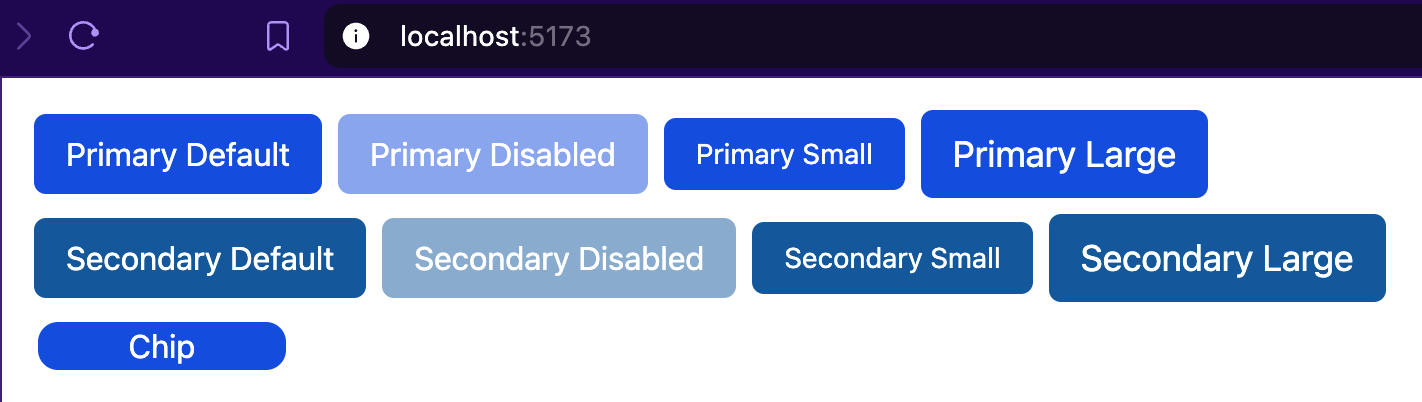 localhost:5173
Primary Default Primary Disabled Primary Small Primary Large
Secondary Default Secondary Disabled Secondary Small Secondary Large
Chip